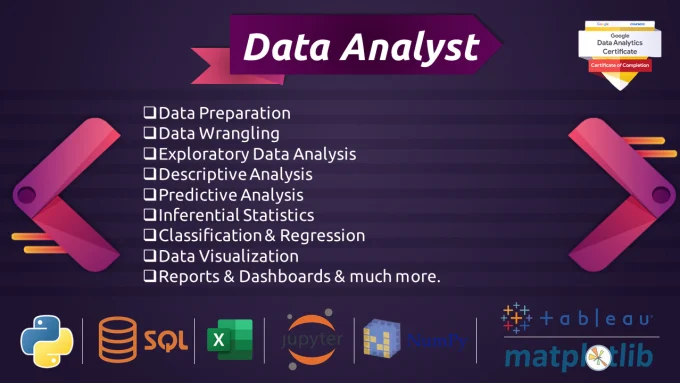 Data Analyst
Google
Data Analytics
Certificate
Certificate of Completion
❑Data Preparation
❑Data Wrangling
❑Exploratory Data Analysis
❑Descriptive Analysis
❑Predictive Analysis
❑Inferential Statistics
❑Classification & Regression
❑Data Visualization
❑Reports & Dashboards & much more.
SQL
X
jupyter
NumPy
+ableau
matplotlib